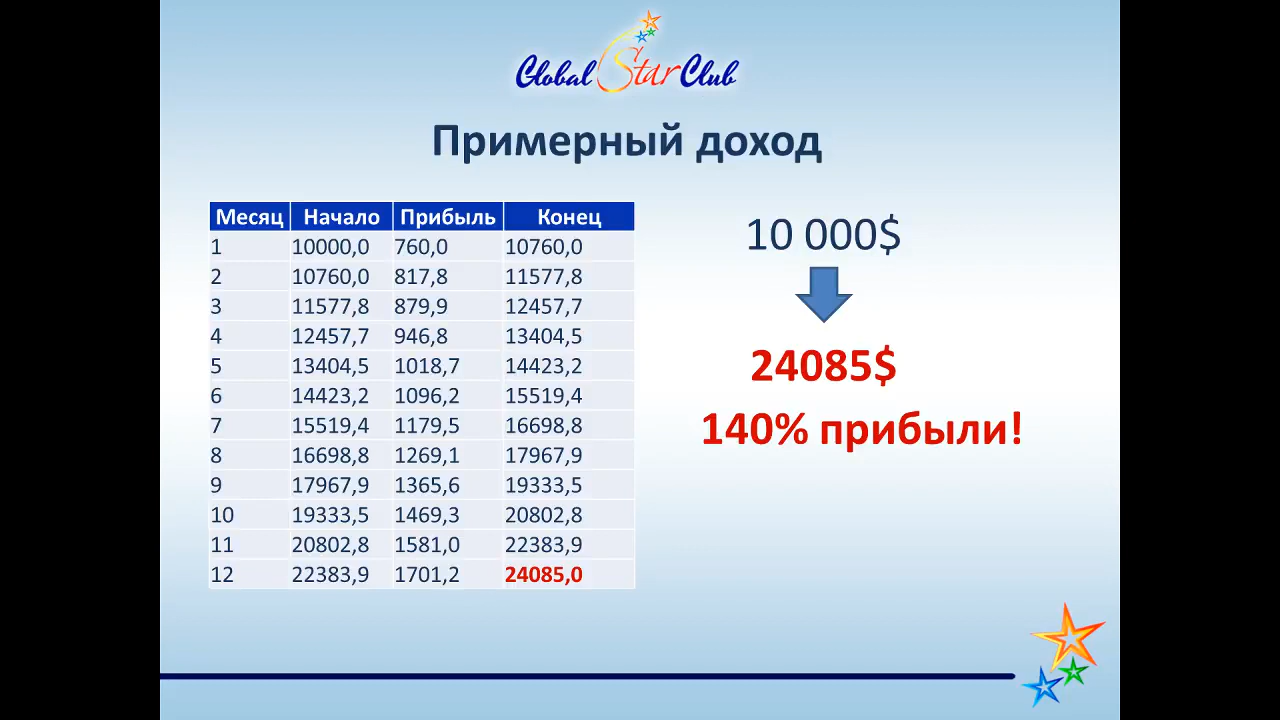 Global Star Club
Примерный доход
Месяц Начало Прибыль Конец
1 10000,0 760,0 10760,0
2 10760,0 817,8 11577,8
3 11577,8 879,9 12457,7
4 12457,7 946,8 13404,5
5 13404,5 1018,7 14423,2
6 14423,2 1096,2 15519,4
7 15519,4 1179,5 16698,8
8 16698,8 1269,1 17967,9
9 17967,9 1365,6 19333,5
10 19333,5 1469,3 20802,8
11 20802,8 1581,0 22383,9
12 22383,9 1701,2 24085,0
10 000$
24085$
140% прибыли!